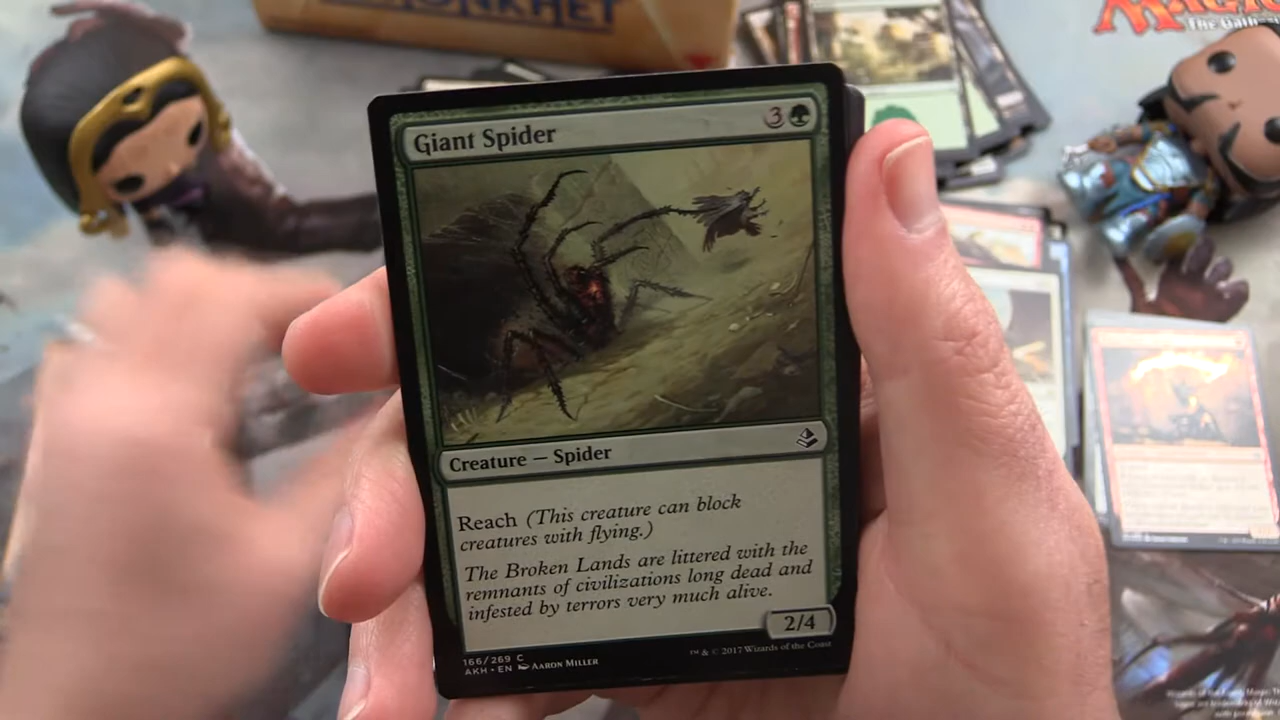 Giant Spider
3
Creature — Spider
Reach (This creature can block
creatures with flying.)
The Broken Lands are littered with the
remnants of civilizations long dead and
infested by terrors very much alive.
2/4
166/269 C
AKH • EN Aaron Miller
™ & © 2017 Wizards of the Coast